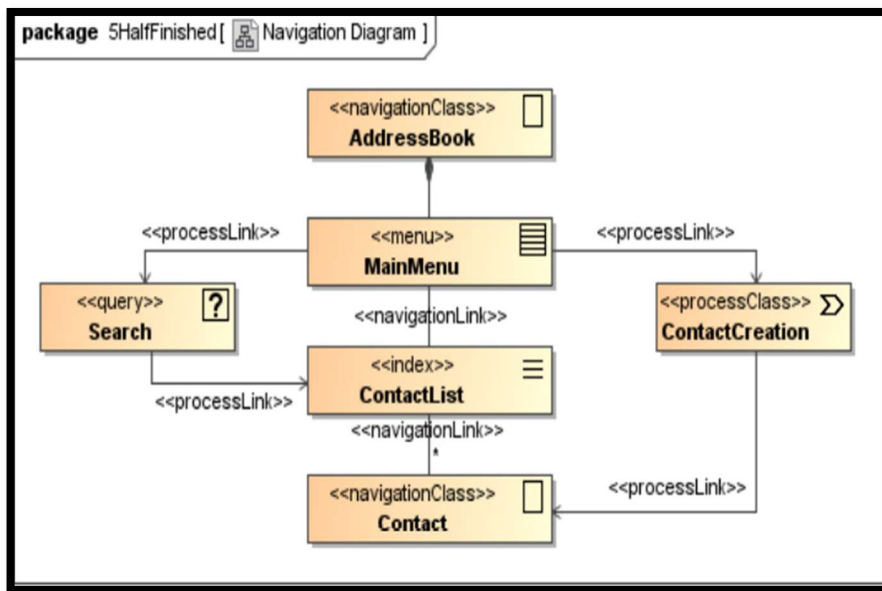 package 5HalfFinished [ Navigation Diagram ]
<<navigationClass>>
AddressBook
<<processLink>>
<<menu>>
MainMenu
<<processLink>>
<<query>>
?
Search
<<navigationLink>>
<<processClass>>
ContactCreation
<<index>>
ContactList
<<processLink>>
<<navigationLink>>
*
<<navigationClass>>
Contact
<<processLink>>